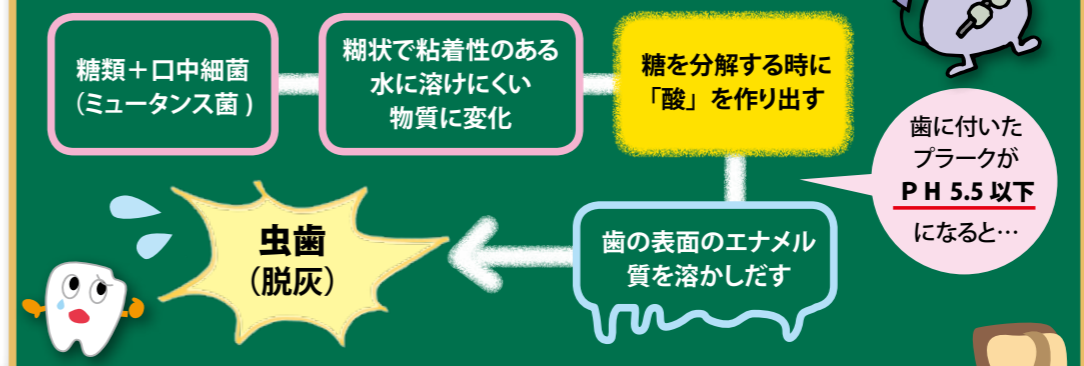 糖類＋口中細菌
（ミュータンス菌）
糊状で粘着性のある
水に溶けにくい
物質に変化
糖を分解する時に
「酸」を作り出す
歯に付いた
プラークが
ＰＨ 5.5 以下
になると…
歯の表面のエナメル
質を溶かしだす
虫歯
（脱灰）